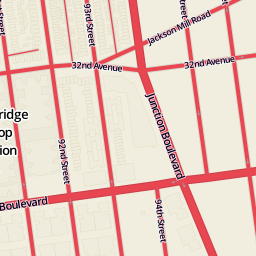 93rd Street
Jackson Mill Road
32nd Avenue
32nd Avenue
Junction Boulevard
ridge
op
ion
92nd Street
Boulevard
94th Street